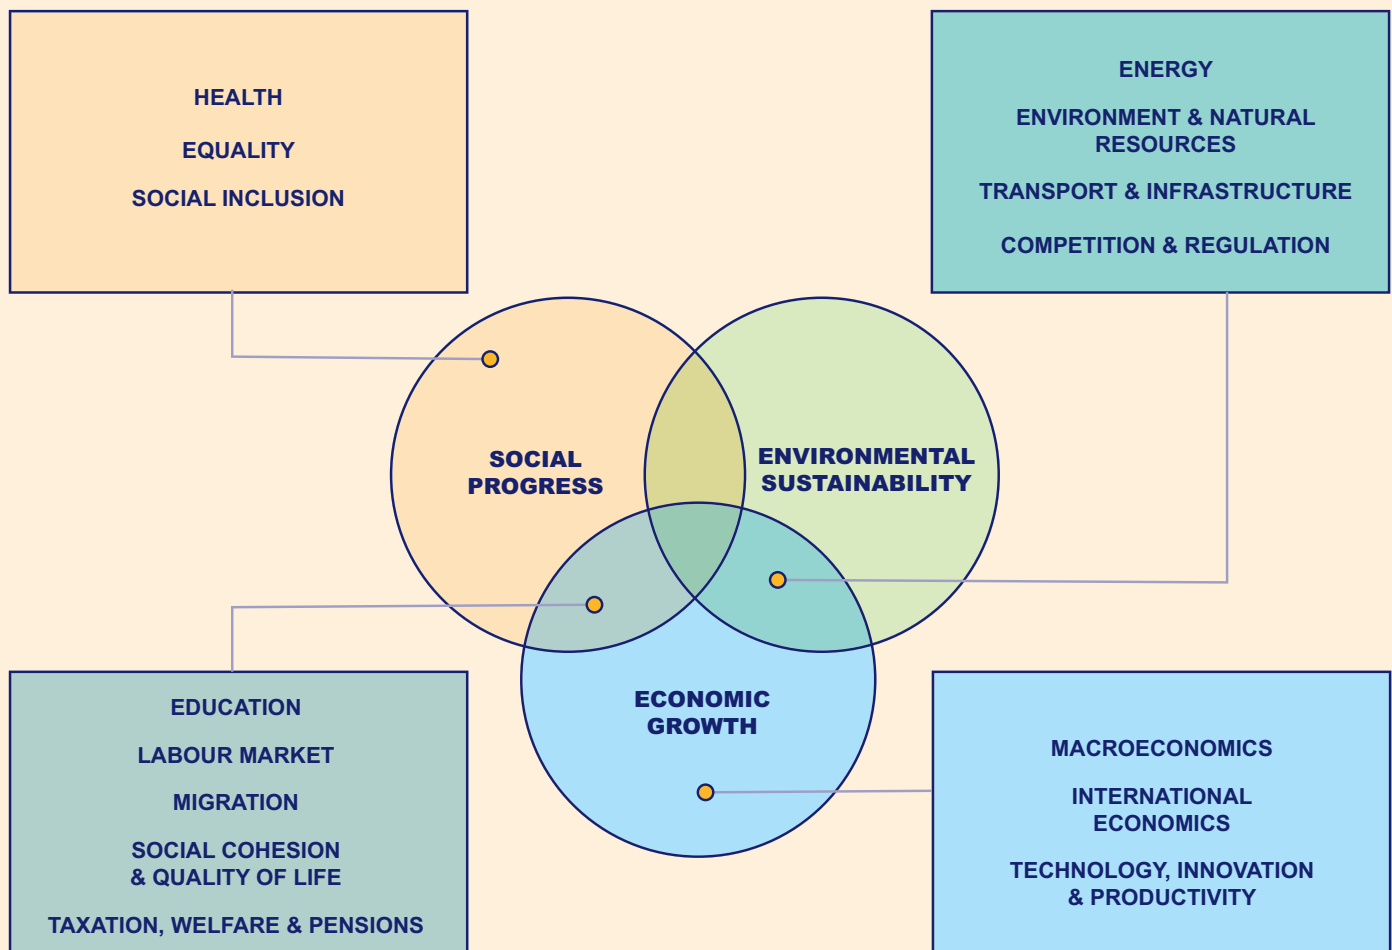 HEALTH
EQUALITY
SOCIAL INCLUSION
ENERGY
ENVIRONMENT & NATURAL
RESOURCES
TRANSPORT & INFRASTRUCTURE
COMPETITION & REGULATION
SOCIAL
PROGRESS
ENVIRONMENTAL
SUSTAINABILITY
ECONOMIC
GROWTH
EDUCATION
LABOUR MARKET
MIGRATION
SOCIAL COHESION
& QUALITY OF LIFE
TAXATION, WELFARE & PENSIONS
MACROECONOMICS
INTERNATIONAL
ECONOMICS
TECHNOLOGY, INNOVATION
& PRODUCTIVITY